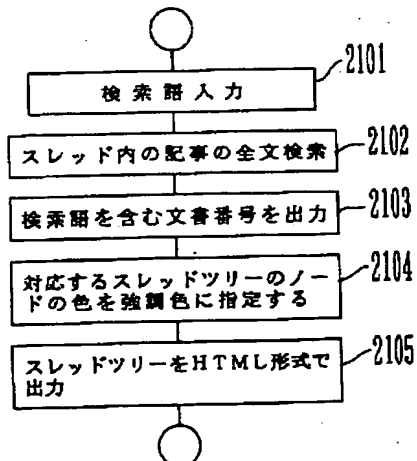 2101
検索語入力
2102
スレッド内の記事の全文検索
2103
検索語を含む文書番号を出力
2104
対応するスレッドツリーのノー
ドの色を強調色に指定する
2105
スレッドツリーをHTML形式で
出力